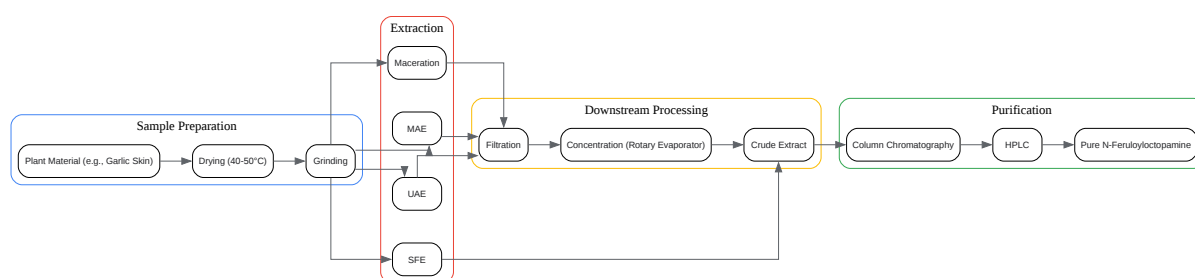 Sample Preparation
Plant Material (e.g., Garlic Skin)
Drying (40-50°C)
Grinding
Extraction
Maceration
MAE
UAE
SFE
Downstream Processing
Filtration
Concentration (Rotary Evaporator)
Crude Extract
Purification
Column Chromatography
HPLC
Pure N-Feruloyloctopamine